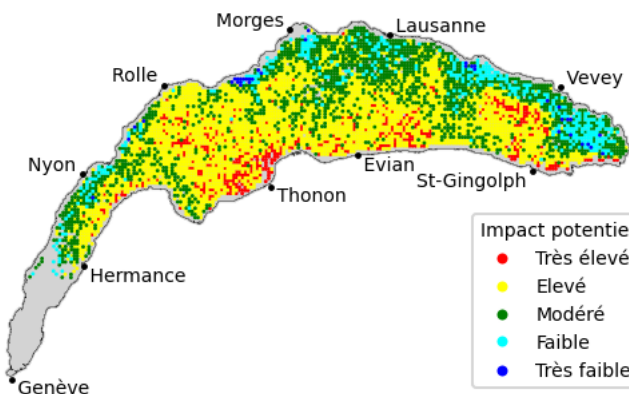 Morges
Lausanne
Rolle
Vevey
Nyon
Evian
St-Gingolph
Thonon
Hermance
Genève
Impact potentie
Très élevé
Elevé
Modéré
Faible
Très faible